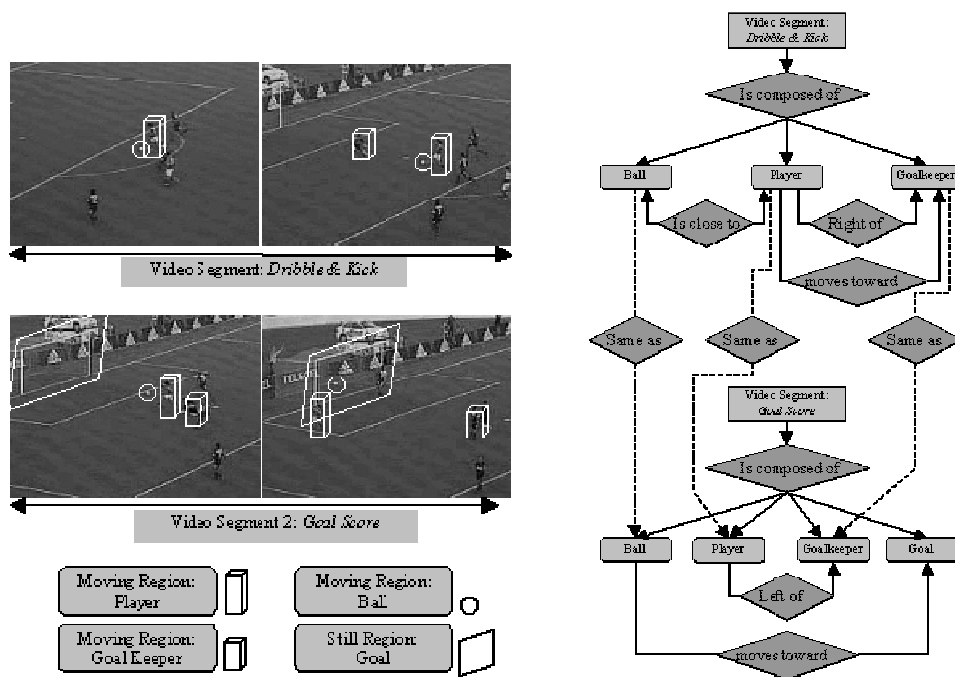 Video Segment: Dribble & Kick
Video Segment 2: Goal Score
Moving Region:
Player
Moving Region:
Ball
Moving Region:
Goal Keeper
Still Region:
Goal
Video Segment:
Dribble & Kick
Is composed of
Ball
Player
Goalkeeper
Is close to
Right of
moves toward
Same as
Same as
Same as
Video Segment:
Goal Score
Is composed of
Ball
Player
Goalkeeper
Goal
Left of
moves toward